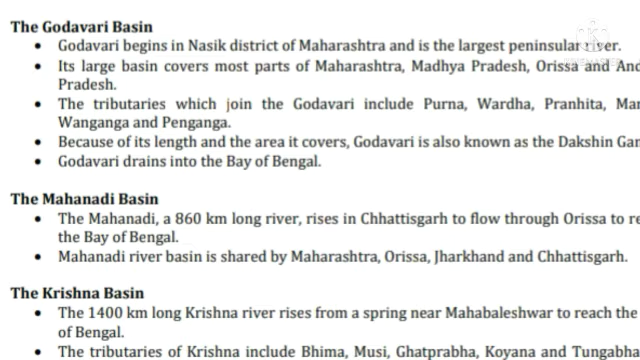 The Godavari Basin
• Godavari begins in Nasik district of Maharashtra and is the largest peninsular river.
• Its large basin covers most parts of Maharashtra, Madhya Pradesh, Orissa and
Pradesh.
• The tributaries which join the Godavari include Purna, Wardha, Pranhita,
Wanganga and Penganga.
• Because of its length and the area it covers, Godavari is also known as the Dakshin
• Godavari drains into the Bay of Bengal.
The Mahanadi Basin
• The Mahanadi, a 860 km long river, rises in Chhattisgarh to flow through Orissa to
the Bay of Bengal.
• Mahanadi river basin is shared by Maharashtra, Orissa, Jharkhand and Chhattisgarh.
The Krishna Basin
• The 1400 km long Krishna river rises from a spring near Mahabaleshwar to reach the
of Bengal.
• The tributaries of Krishna include Bhima, Musi, Ghatprabha, Koyana and